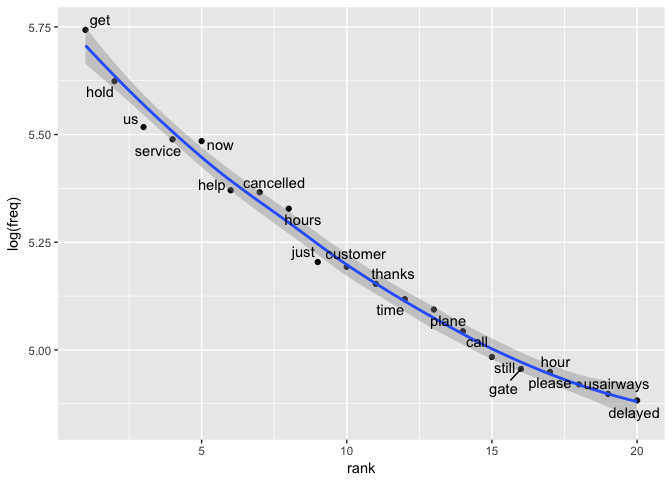 5.75
get
hold
us
5.50
now
service
help
cancelled
hours
5.25
just
customer
thanks
time
plane
call
5.00
still
hour
gate
please
usairways
delayed
log(freq)
5
10
15
20
rank